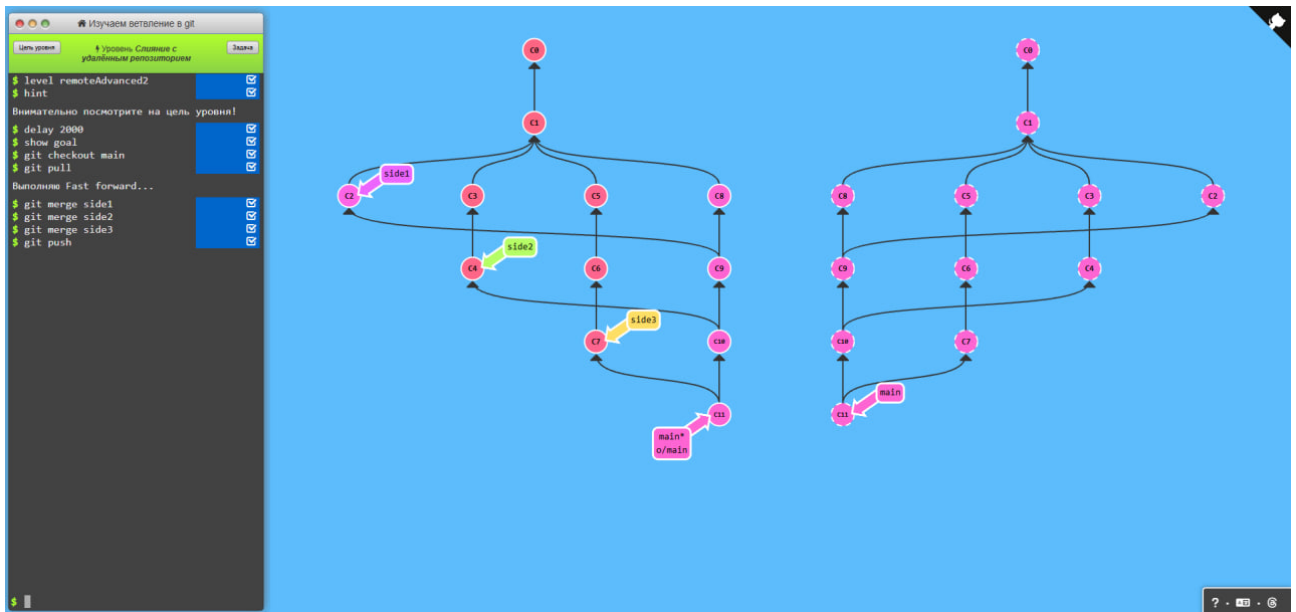 Изучаем ветвление в git
Цель уровня
Уровень Слияние с
удалённым репозиторием
Задача
$ level remoteAdvanced2
$ hint
Внимательно посмотрите на цель уровня!
$ delay 2000
$ show goal
$ git checkout main
$ git pull
Выполняю Fast forward...
$ git merge side1
$ git merge side2
$ git merge side3
$ git push
$
C0
C1
side1
C2
C3
C5
C8
side2
C4
C6
C9
side3
C7
C10
C11
main*
o/main
C0
C1
C8
C5
C3
C2
C9
C6
C4
C10
C7
main
C11
?